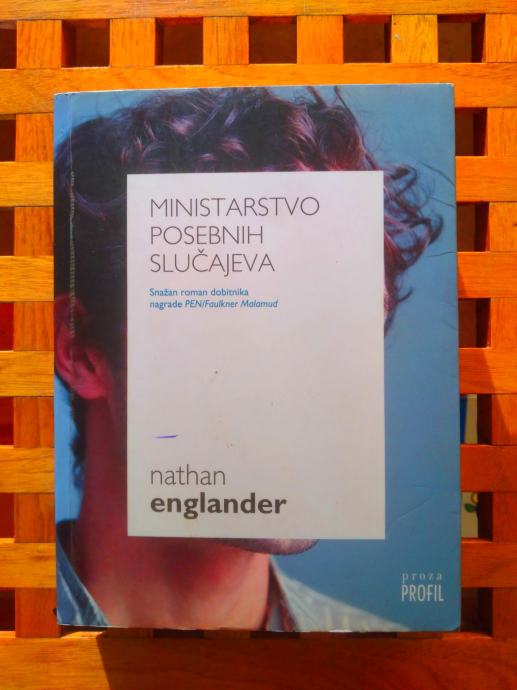 MINISTARSTVO
POSEBNIH
SLUČAJEVA
Snažan roman dobitnika
nagrade PEN/Faulkner Malamud
nathan
englander
proza
PROFIL